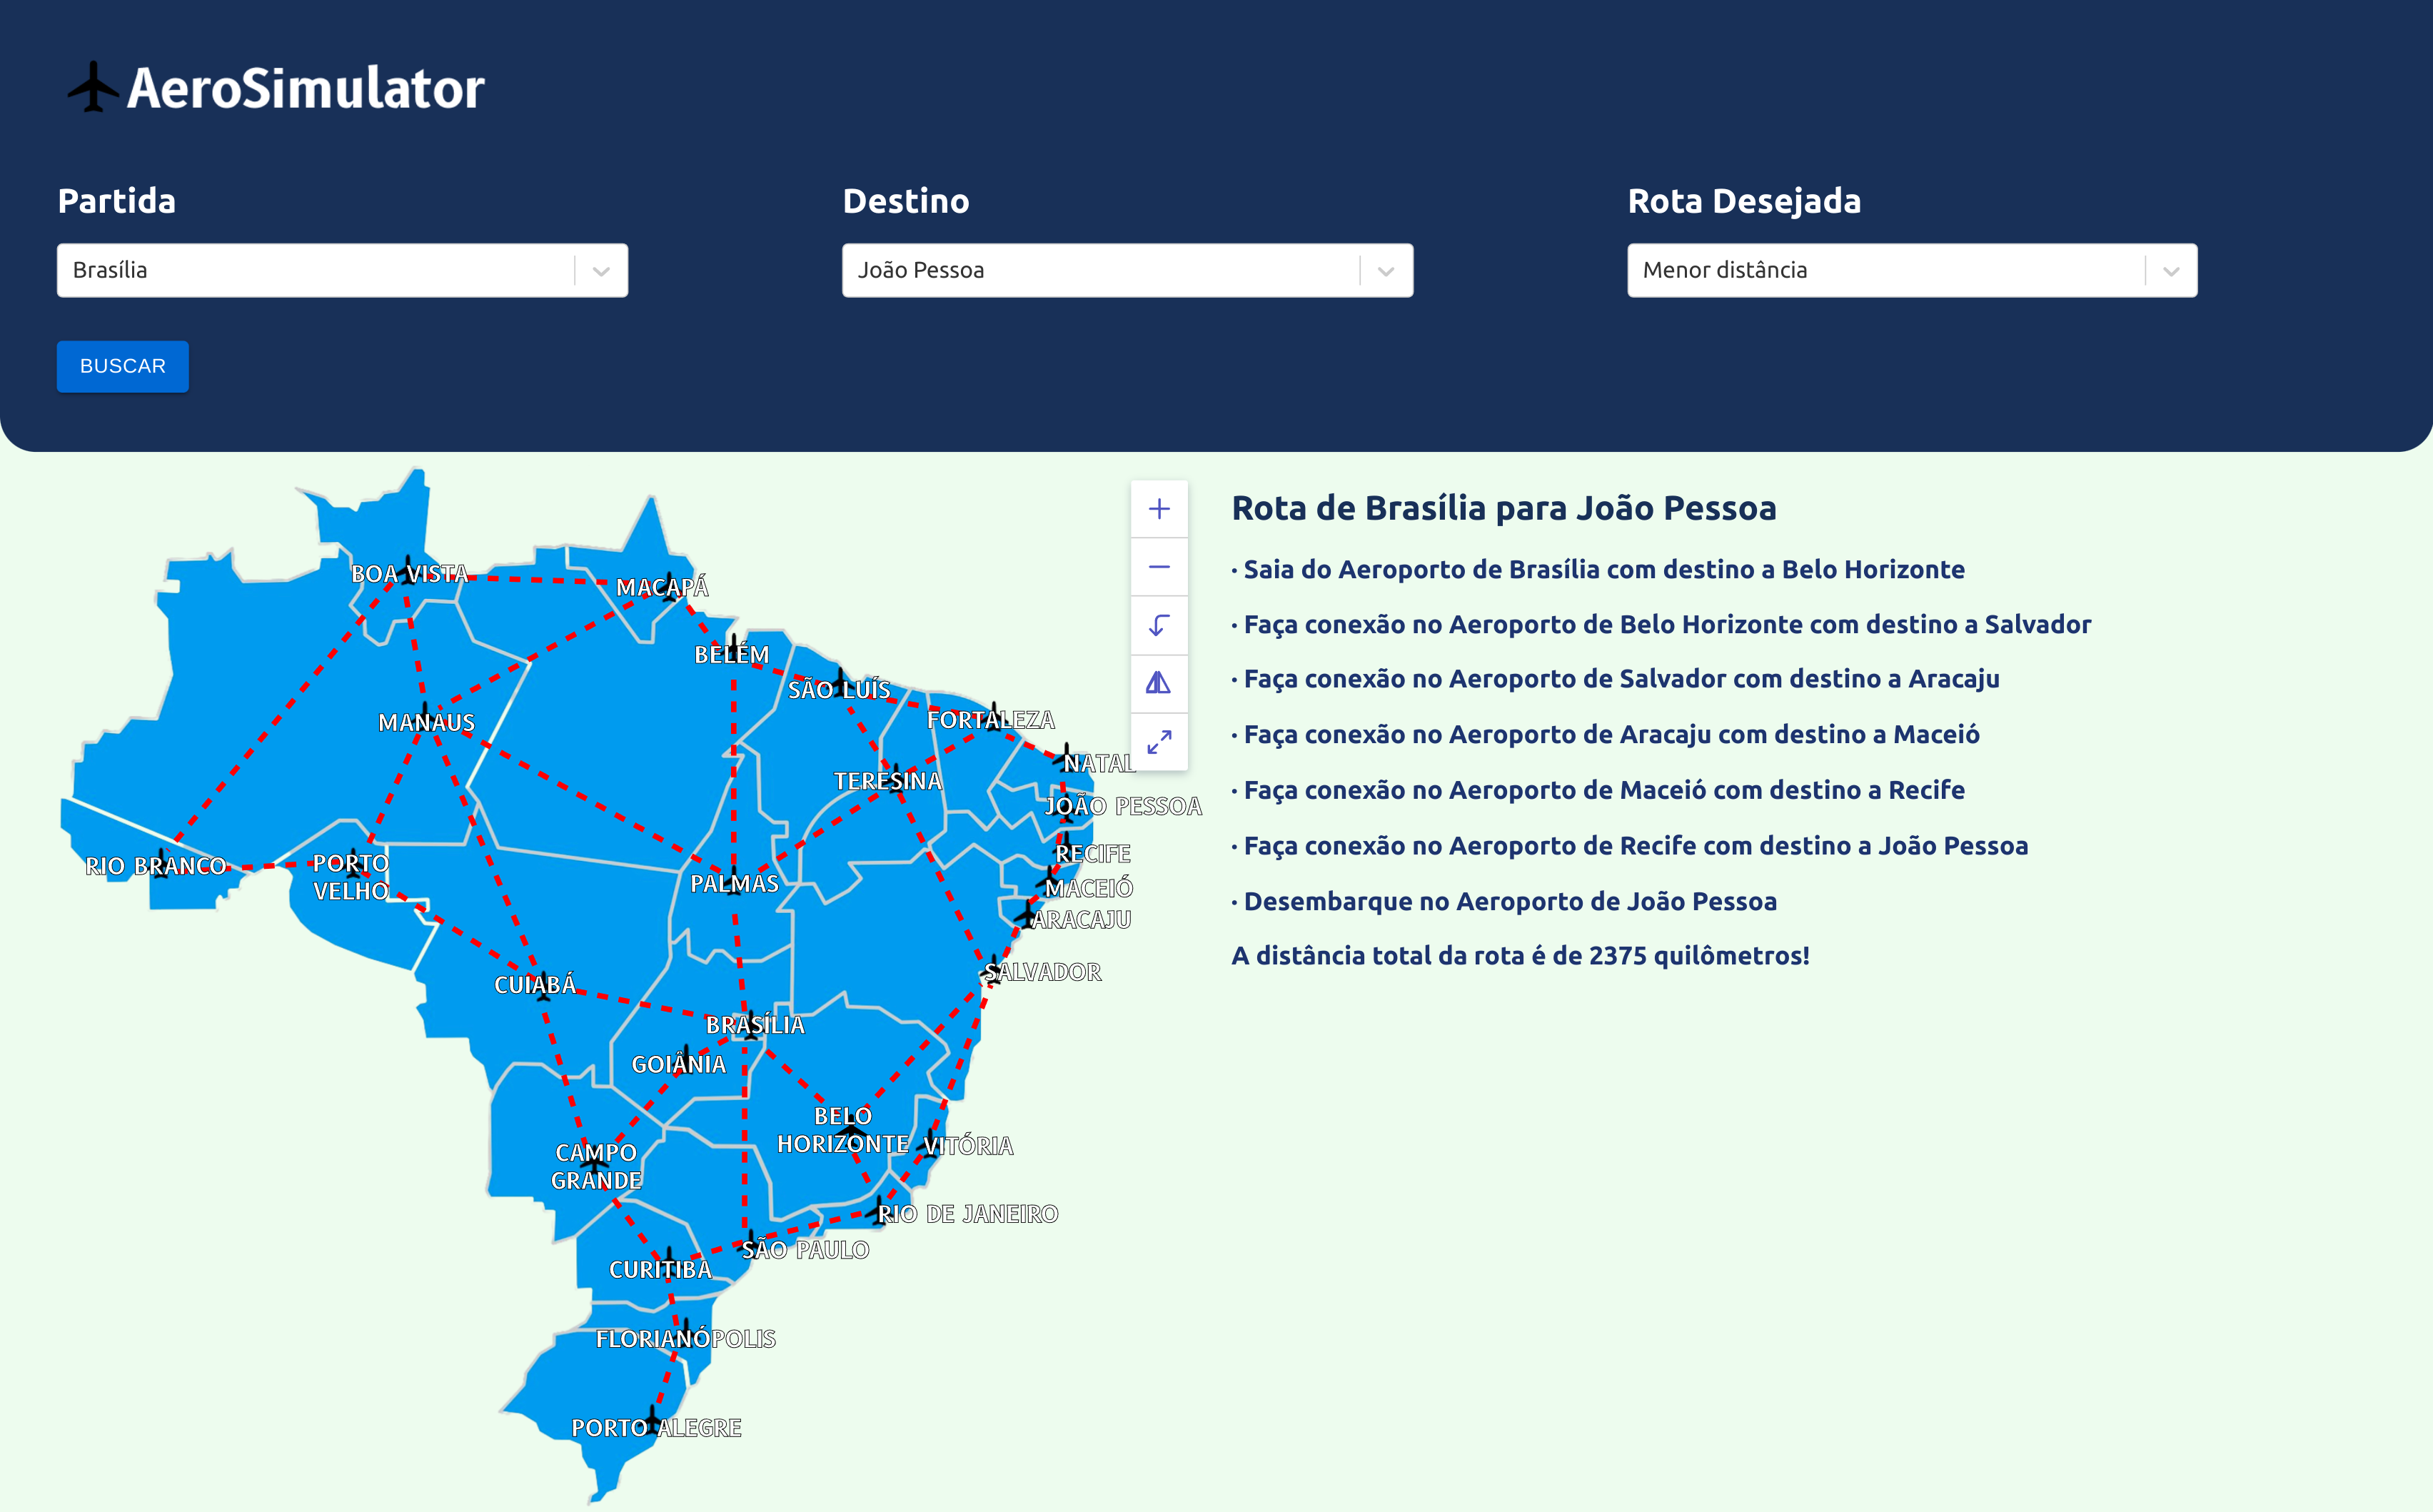 AeroSimulator
Partida
Destino
Rota Desejada
Brasília
João Pessoa
Menor distância
BUSCAR
Rota de Brasília para João Pessoa
• Saia do Aeroporto de Brasília com destino a Belo Horizonte
• Faça conexão no Aeroporto de Belo Horizonte com destino a Salvador
• Faça conexão no Aeroporto de Salvador com destino a Aracaju
• Faça conexão no Aeroporto de Aracaju com destino a Maceió
• Faça conexão no Aeroporto de Maceió com destino a Recife
• Faça conexão no Aeroporto de Recife com destino a João Pessoa
• Desembarque no Aeroporto de João Pessoa
A distância total da rota é de 2375 quilômetros!
BOA VISTA
MACAPÁ
BELÉM
SÃO LUÍS
MANAUS
FORTALEZA
NATAL
TERESINA
JOÃO PESSOA
RECIFE
RIO BRANCO
PORTO
VELHO
PALMAS
MACEIÓ
ARACAJU
SALVADOR
CUIABÁ
BRASÍLIA
GOIÂNIA
BELO
HORIZONTE
VITÓRIA
CAMPO
GRANDE
RIO DE JANEIRO
SÃO PAULO
CURITIBA
FLORIANÓPOLIS
PORTO ALEGRE